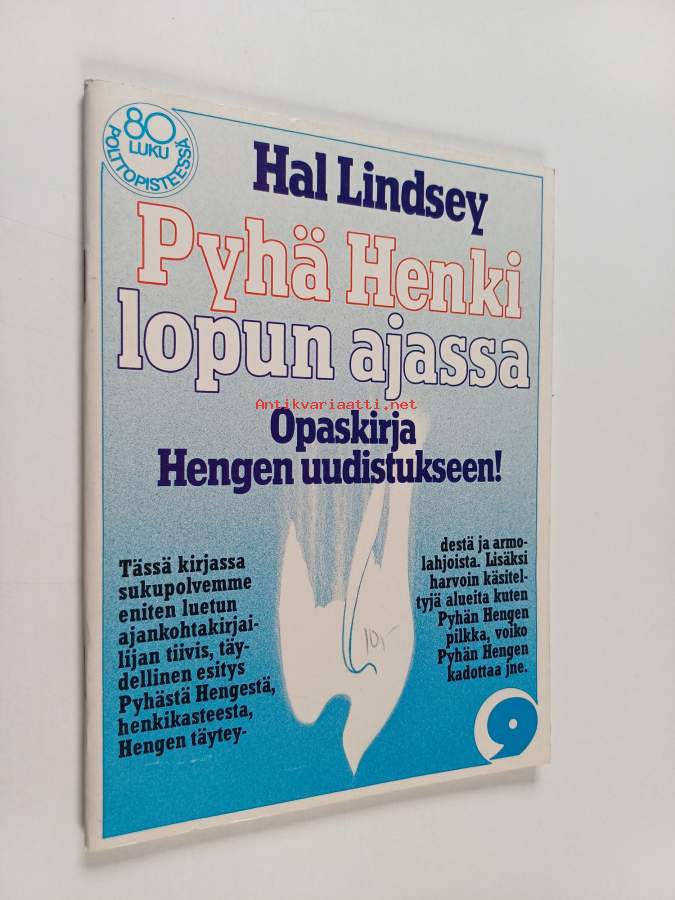 80
LUKU
POLTTOPISTEESSÄ
Hal Lindsey
Pyhä Henki
lopun ajassa
Antikvariaatti.net
Opaskirja
Hengen uudistukseen!
Tässä kirjassa
sukupolvemme
eniten luetun
ajankohtakirjai-
lijan tiivis, täy-
dellinen esitys
Pyhästä Hengestä,
henkikasteesta,
Hengen täytey-
destä ja armo-
lahjoista. Lisäksi
harvoin käsitel-
tyjä alueita kuten
Pyhän Hengen
pilkka, voiko
Pyhän Hengen
kadottaa jne.
10,-
9